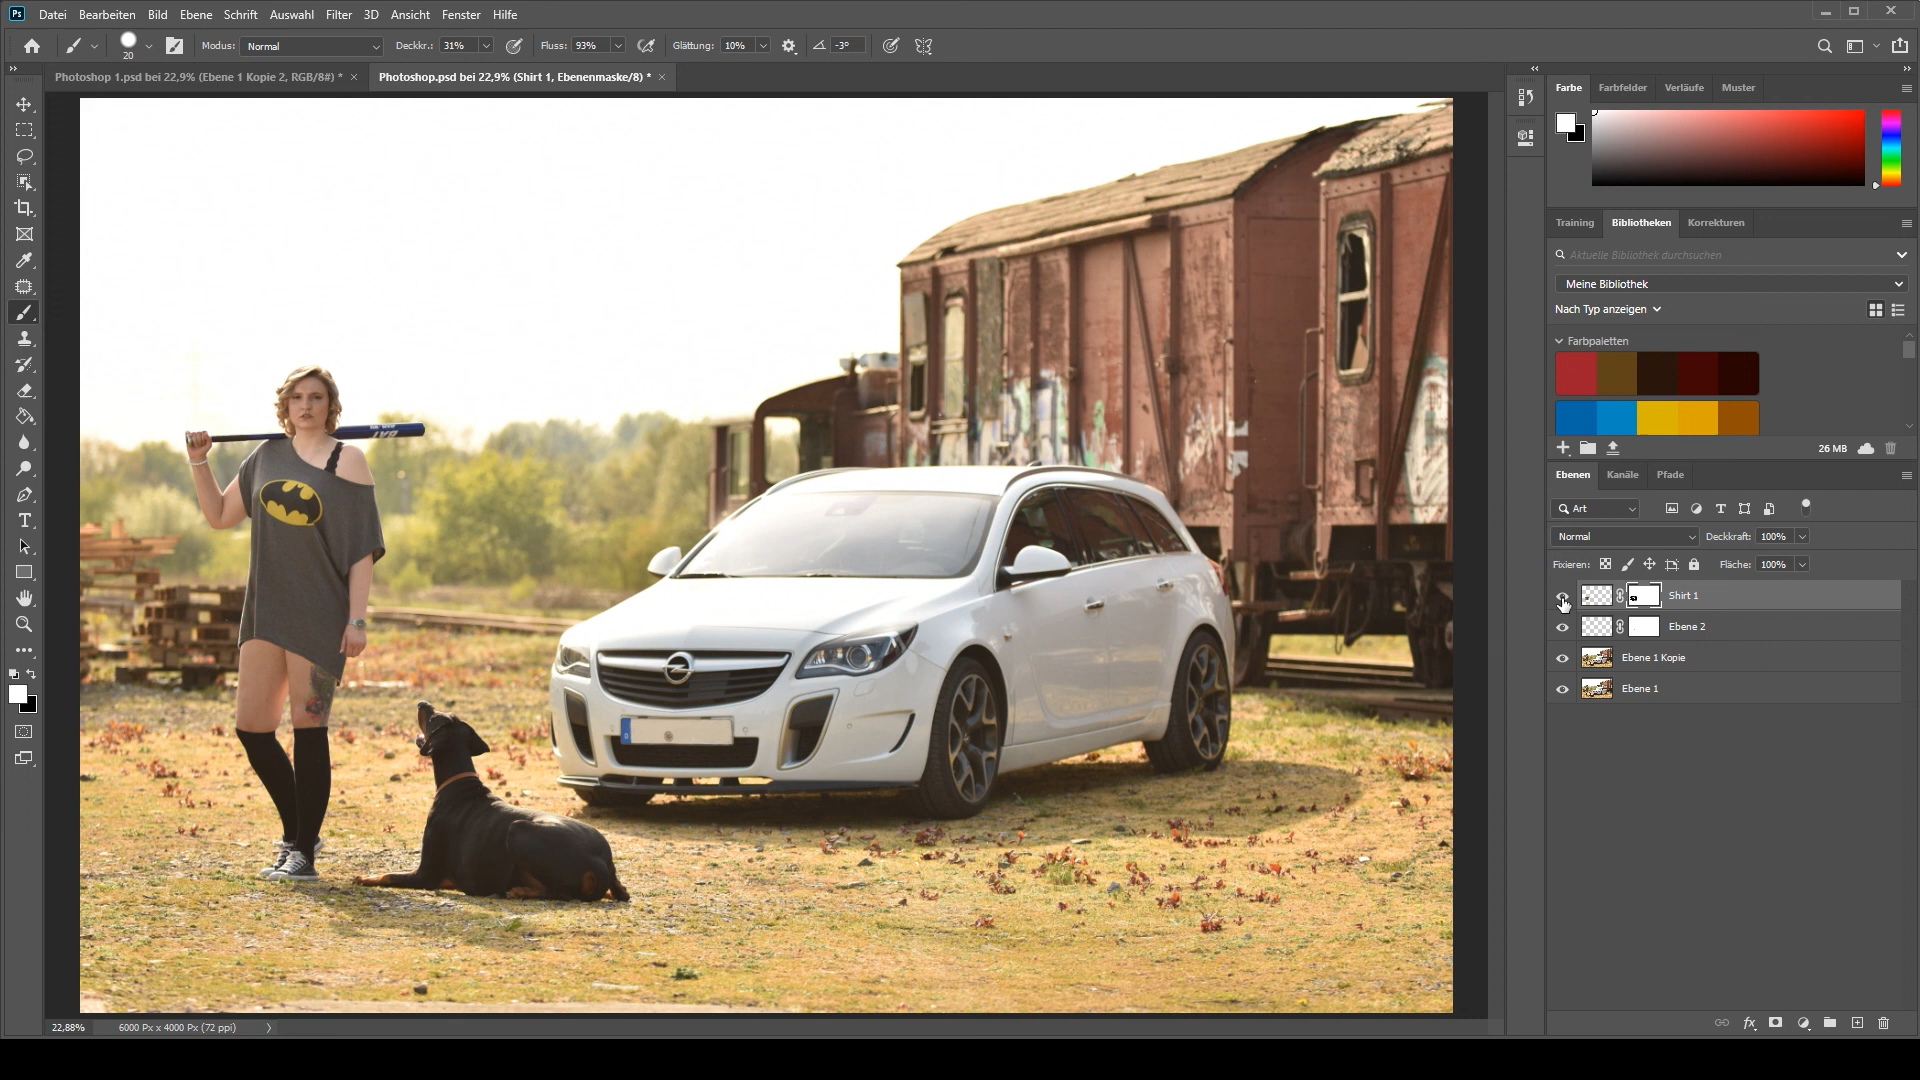 Datei Bearbeiten Bild Ebene Schrift Auswahl Filter 3D Ansicht Fenster Hilfe
20 Modus: Normal Deckkr.: 31% Fluss: 93% Glättung: 10% -3°
Photoshop 1.psd bei 22,9% (Ebene 1 Kopie 2, RGB/8#) * Photoshop.psd bei 22,9% (Shirt 1, Ebenenmaske/8) *
Farbe Farbfelder Verläufe Muster
Training Bibliotheken Korrekturen
Aktuelle Bibliothek durchsuchen
Meine Bibliothek
Nach Typ anzeigen
Farbpaletten
26 MB
Ebenen Kanäle Pfade
Art
Normal Deckkraft: 100%
Fixieren: Fläche: 100%
Shirt 1
Ebene 2
Ebene 1 Kopie
Ebene 1
22,88% 6000 Px x 4000 Px (72 ppi)